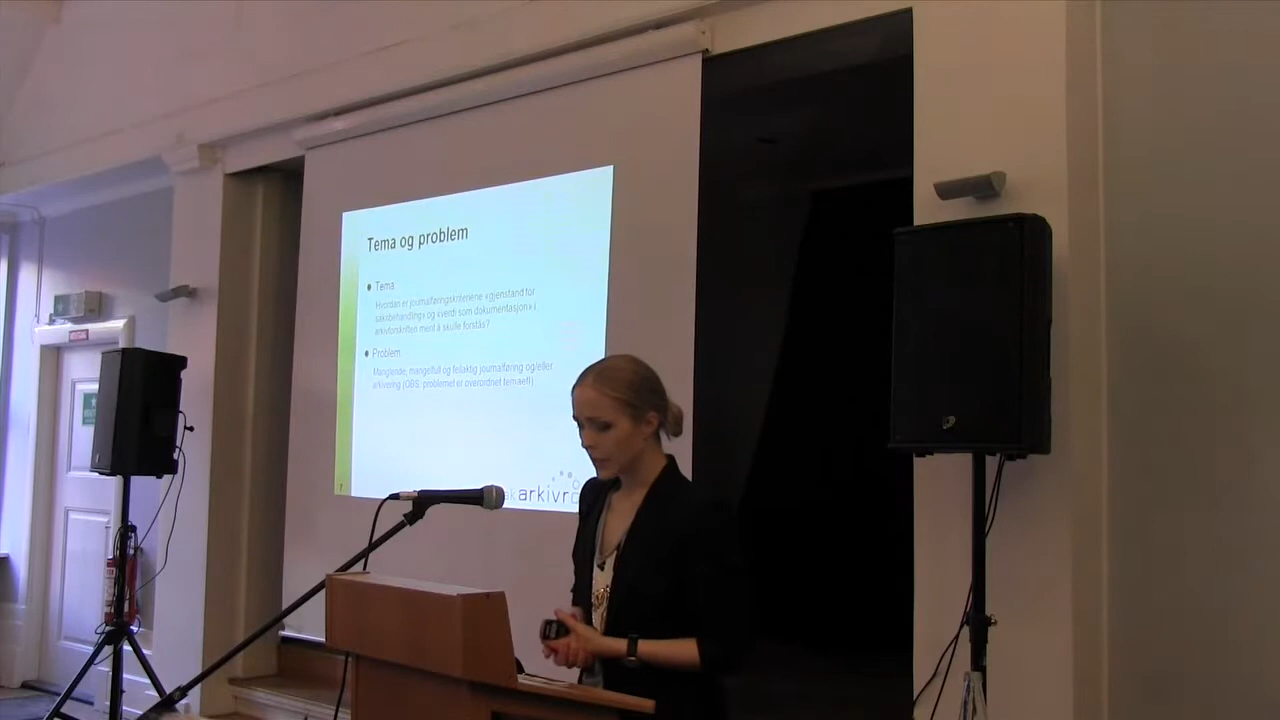 Tema og problem
Tema
Hvordan er journalføringskriteriene «gjenstand for
saksbehandling» og «verdi som dokumentasjon» i
arkivforskriften ment å skulle forstås?
Problem
Manglende, mangelfull og feilaktig journalføring og/eller
arkivering (OBS: problemet er overordnet temaet!)
7
arkivr